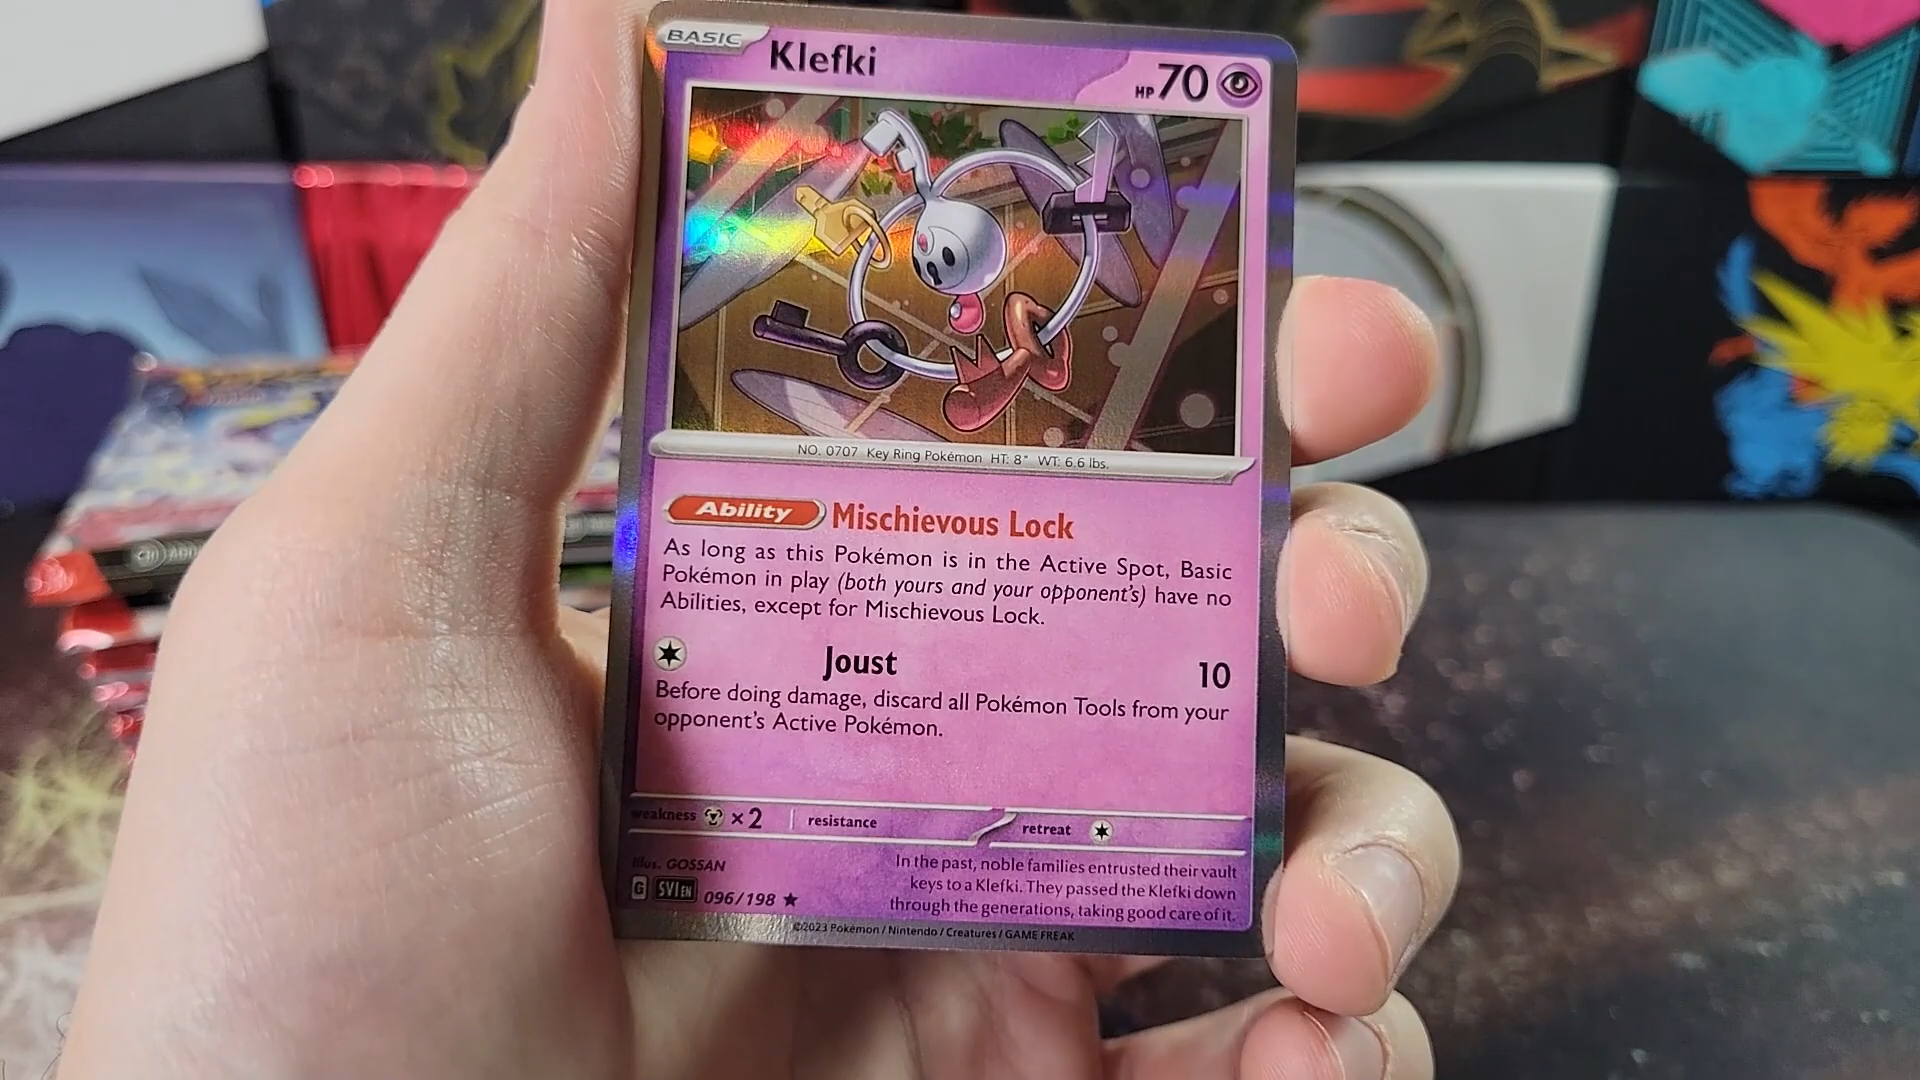 BASIC
Klefki
HP 70
NO. 0707 Key Ring Pokémon HT: 8" WT: 6.6 lbs.
Ability Mischievous Lock
As long as this Pokémon is in the Active Spot, Basic
Pokémon in play (both yours and your opponent's) have no
Abilities, except for Mischievous Lock.
Joust 10
Before doing damage, discard all Pokémon Tools from your
opponent's Active Pokémon.
weakness ×2 resistance retreat
Illus. GOSSAN
In the past, noble families entrusted their vault
keys to a Klefki. They passed the Klefki down
through the generations, taking good care of it.
G SVI EN 096/198
©2023 Pokémon / Nintendo / Creatures / GAME FREAK